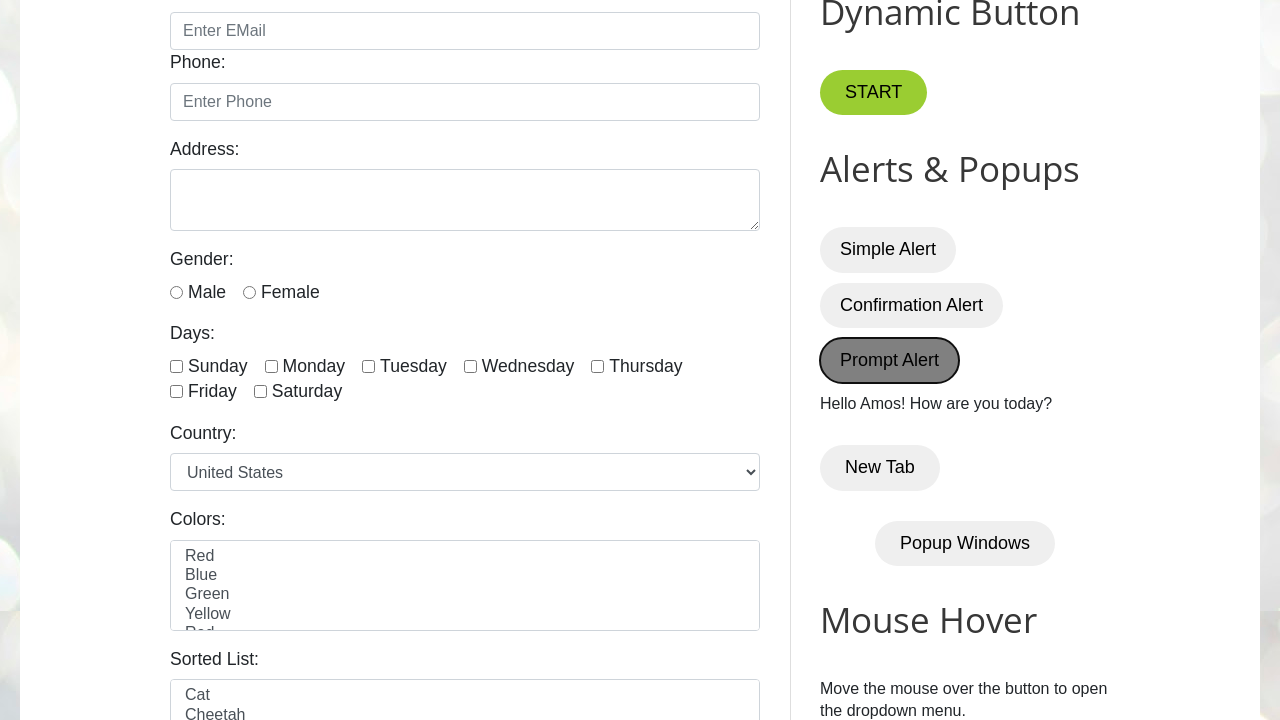 Enter EMail
Phone:
Enter Phone
Address:
Gender:
Male Female
Days:
Sunday Monday Tuesday Wednesday Thursday
Friday Saturday
Country:
United States
Colors:
Red
Blue
Green
Yellow
Red
Sorted List:
Cat
Cheetah
Dynamic Button
START
Alerts & Popups
Simple Alert
Confirmation Alert
Prompt Alert
Hello Amos! How are you today?
New Tab
Popup Windows
Mouse Hover
Move the mouse over the button to open
the dropdown menu.